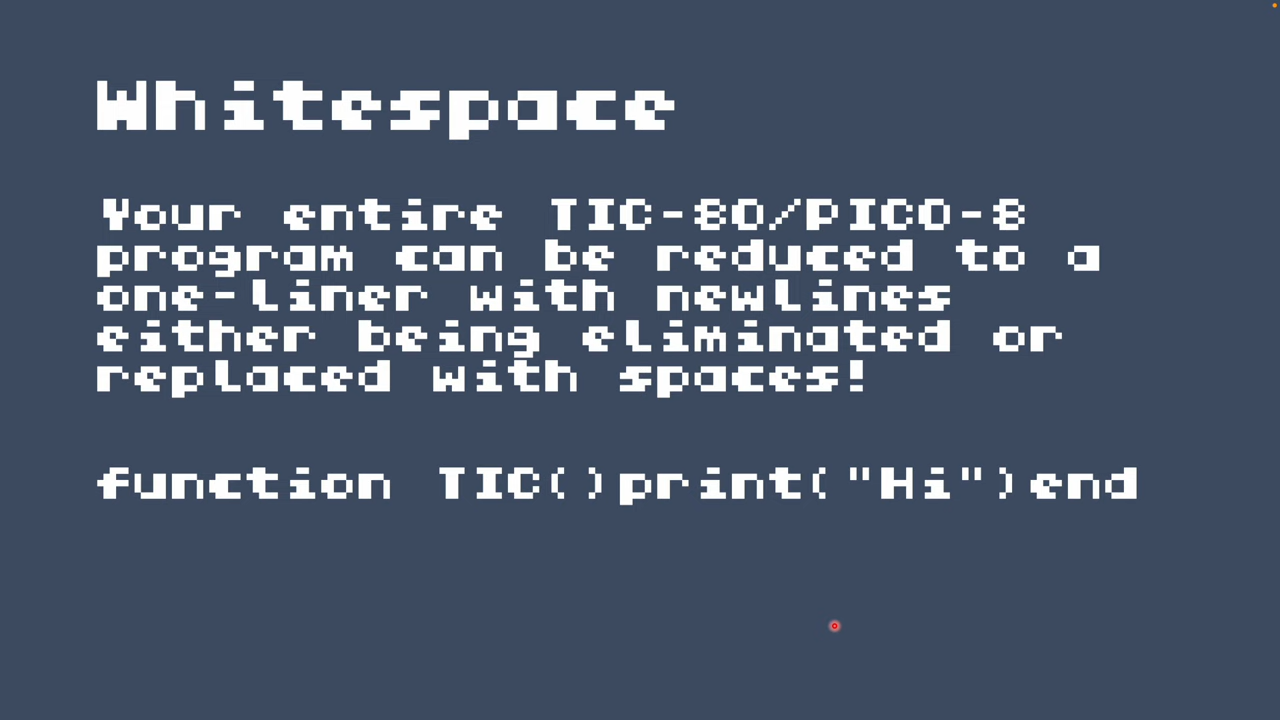 Whitespace
Your entire TIC-80/PICO-8
program can be reduced to a
one-liner with newlines
either being eliminated or
replaced with spaces!
function TIC()print("Hi")end